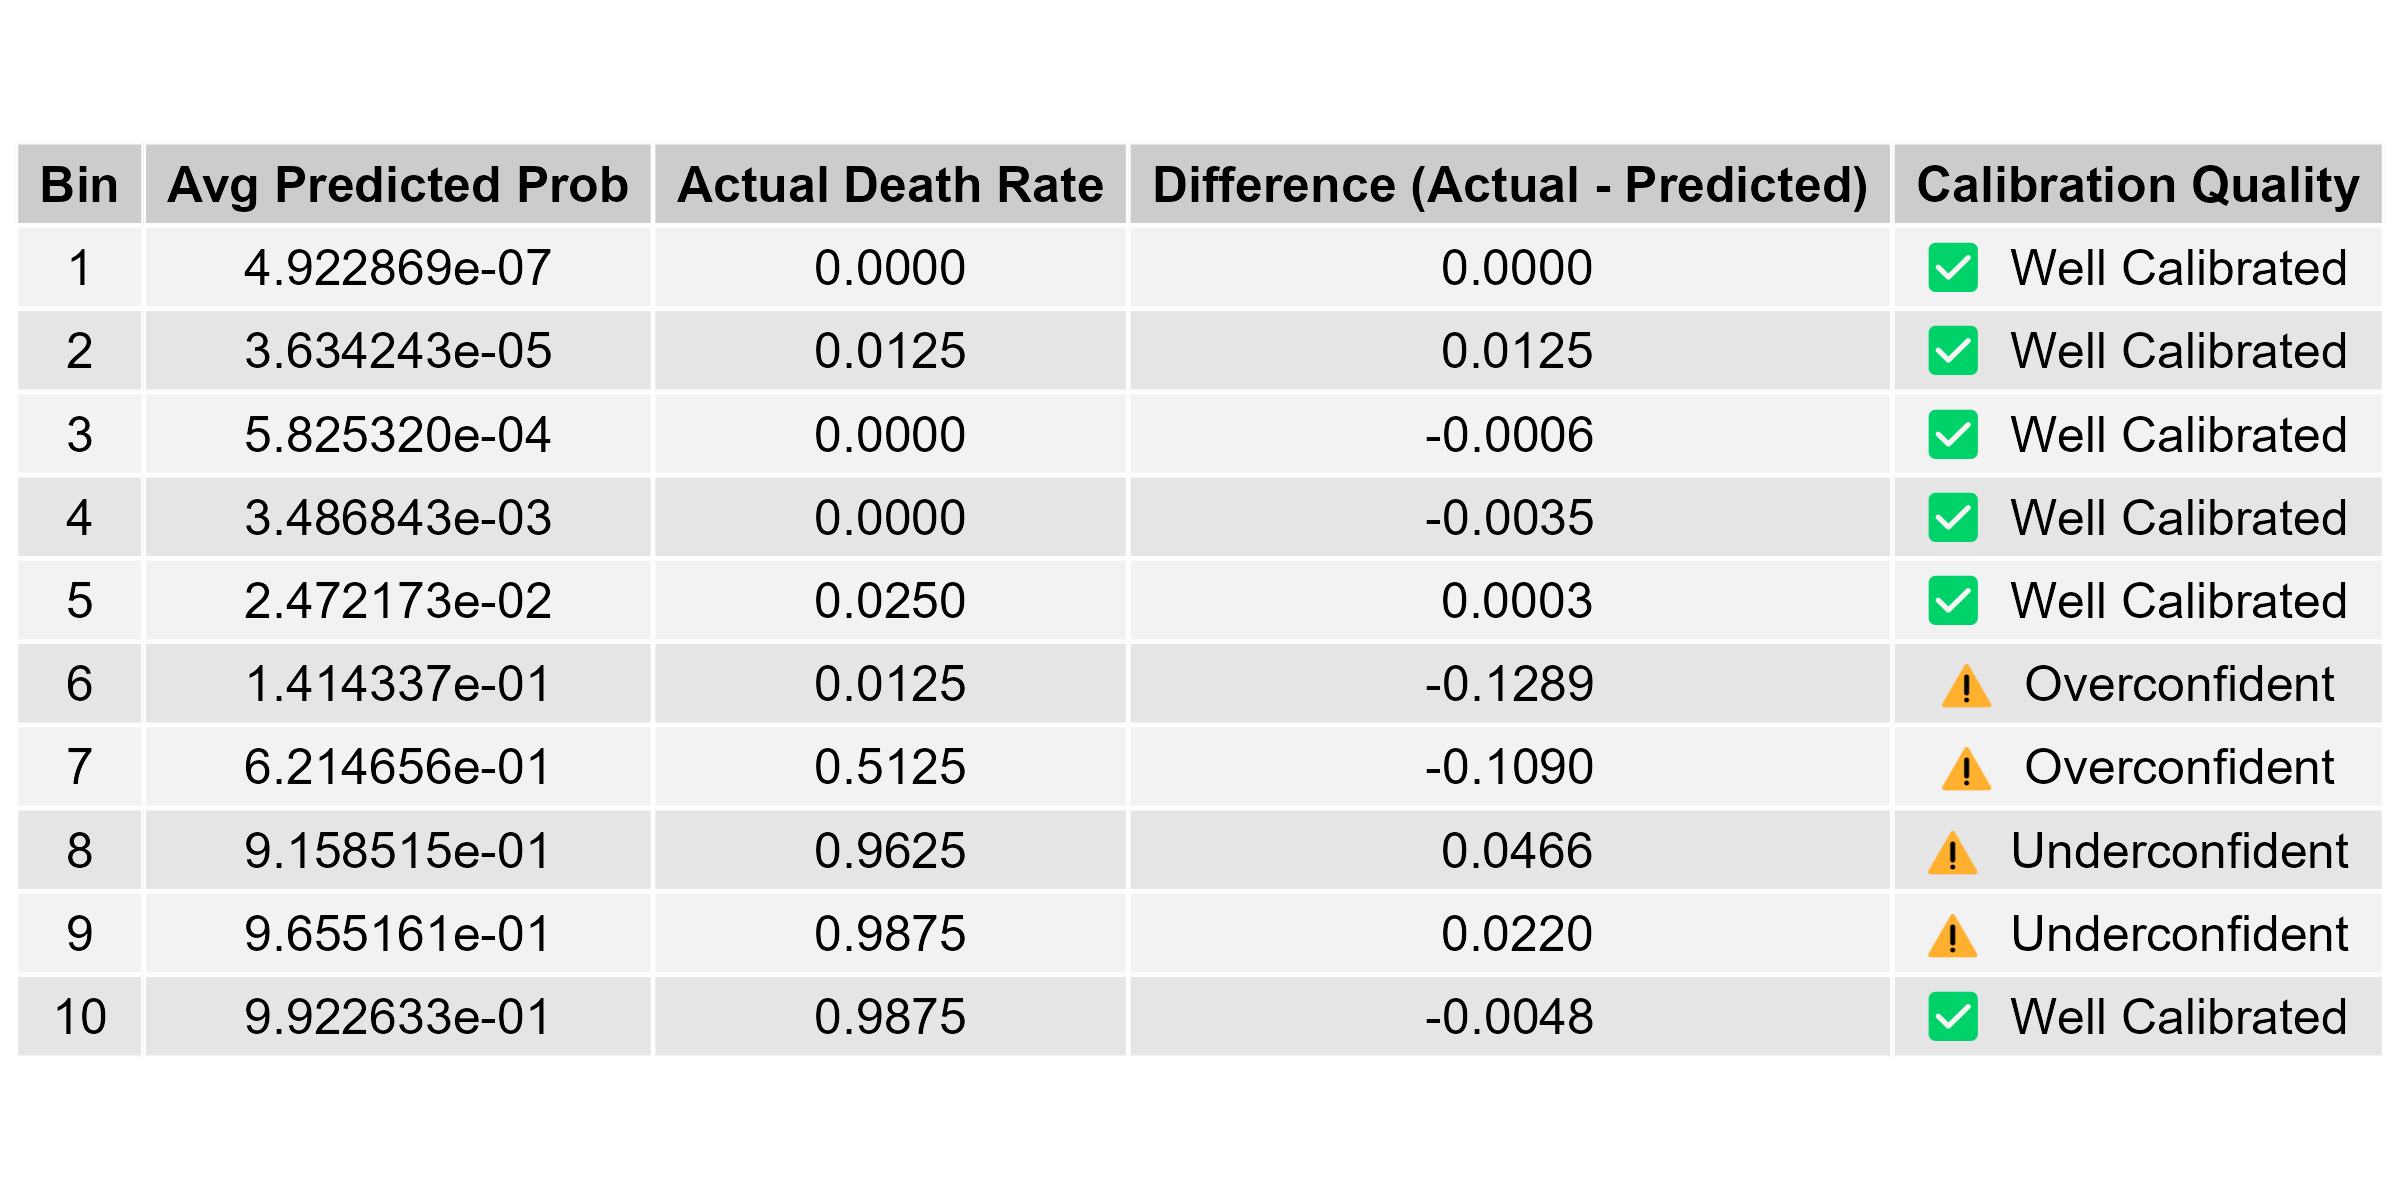 Bin Avg Predicted Prob Actual Death Rate Difference (Actual - Predicted) Calibration Quality
1 4.922869e-07 0.0000 0.0000 ✅ Well Calibrated
2 3.634243e-05 0.0125 0.0125 ✅ Well Calibrated
3 5.825320e-04 0.0000 -0.0006 ✅ Well Calibrated
4 3.486843e-03 0.0000 -0.0035 ✅ Well Calibrated
5 2.472173e-02 0.0250 0.0003 ✅ Well Calibrated
6 1.414337e-01 0.0125 -0.1289 ⚠️ Overconfident
7 6.214656e-01 0.5125 -0.1090 ⚠️ Overconfident
8 9.158515e-01 0.9625 0.0466 ⚠️ Underconfident
9 9.655161e-01 0.9875 0.0220 ⚠️ Underconfident
10 9.922633e-01 0.9875 -0.0048 ✅ Well Calibrated